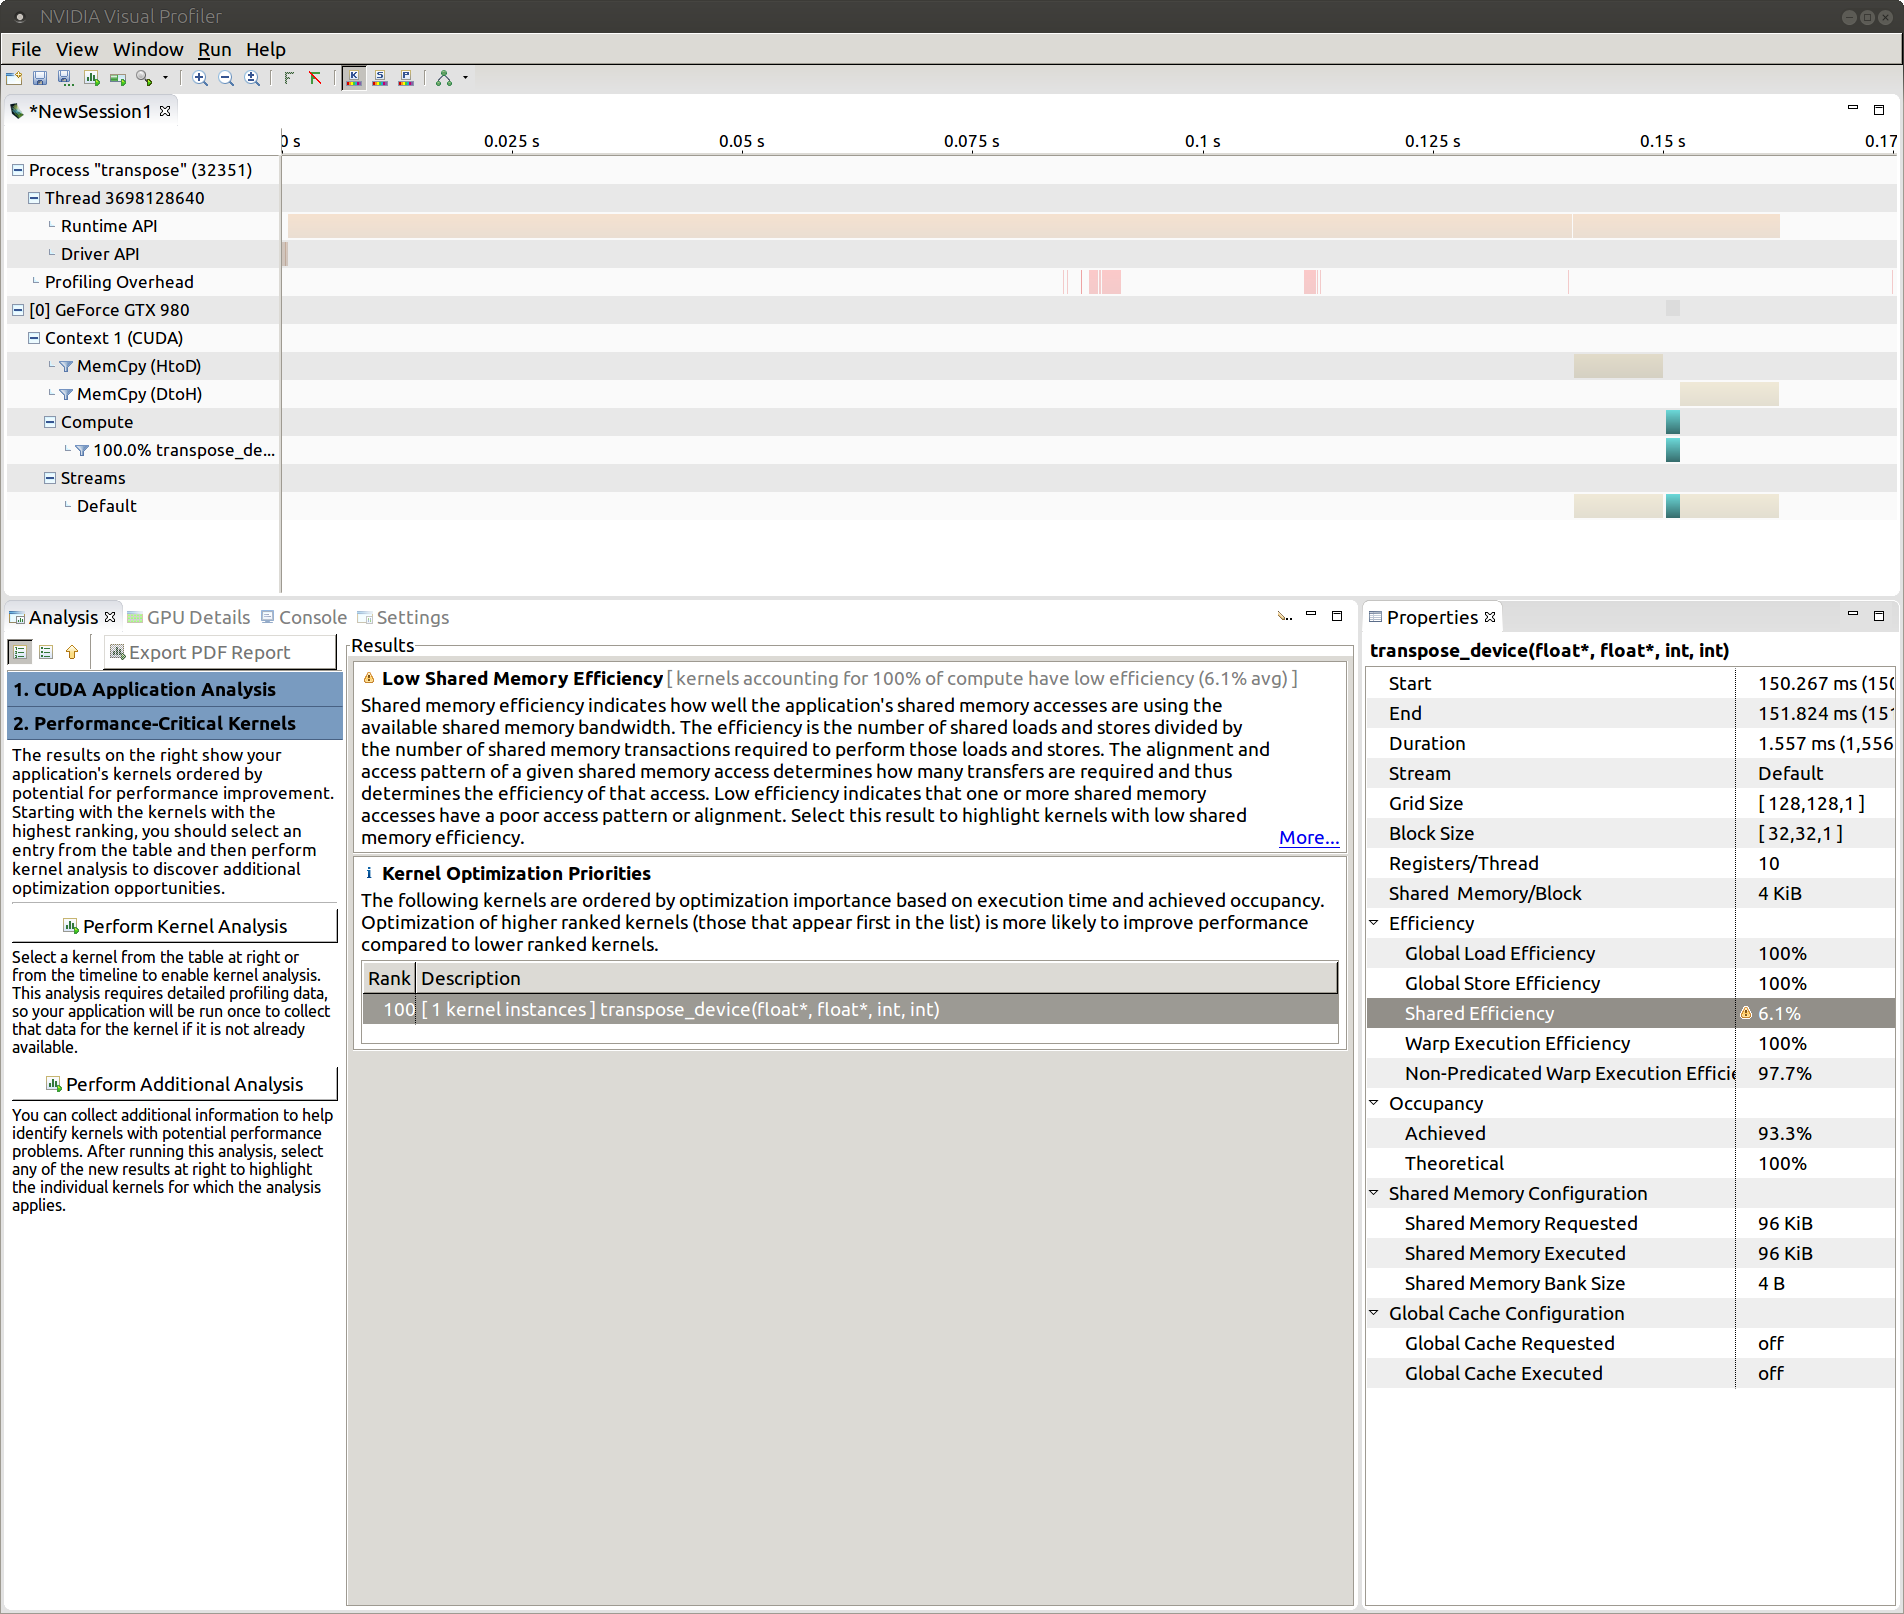 NVIDIA Visual Profiler
File View Window Run Help
*NewSession1
0 s 0.025 s 0.05 s 0.075 s 0.1 s 0.125 s 0.15 s 0.17
Process "transpose" (32351)
Thread 3698128640
Runtime API
Driver API
Profiling Overhead
[0] GeForce GTX 980
Context 1 (CUDA)
MemCpy (HtoD)
MemCpy (DtoH)
Compute
100.0% transpose_de...
Streams
Default
Analysis GPU Details Console Settings
Export PDF Report
1. CUDA Application Analysis
2. Performance-Critical Kernels
The results on the right show your
application's kernels ordered by
potential for performance improvement.
Starting with the kernels with the
highest ranking, you should select an
entry from the table and then perform
kernel analysis to discover additional
optimization opportunities.
Perform Kernel Analysis
Select a kernel from the table at right or
from the timeline to enable kernel analysis.
This analysis requires detailed profiling data,
so your application will be run once to collect
that data for the kernel if it is not already
available.
Perform Additional Analysis
You can collect additional information to help
identify kernels with potential performance
problems. After running this analysis, select
any of the new results at right to highlight
the individual kernels for which the analysis
applies.
Results
Low Shared Memory Efficiency [ kernels accounting for 100% of compute have low efficiency (6.1% avg) ]
Shared memory efficiency indicates how well the application's shared memory accesses are using the
available shared memory bandwidth. The efficiency is the number of shared loads and stores divided by
the number of shared memory transactions required to perform those loads and stores. The alignment and
access pattern of a given shared memory access determines how many transfers are required and thus
determines the efficiency of that access. Low efficiency indicates that one or more shared memory
accesses have a poor access pattern or alignment. Select this result to highlight kernels with low shared
memory efficiency. More...
Kernel Optimization Priorities
The following kernels are ordered by optimization importance based on execution time and achieved occupancy.
Optimization of higher ranked kernels (those that appear first in the list) is more likely to improve performance
compared to lower ranked kernels.
Rank Description
100 [ 1 kernel instances ] transpose_device(float*, float*, int, int)
Properties
transpose_device(float*, float*, int, int)
Start 150.267 ms (150
End 151.824 ms (151
Duration 1.557 ms (1,556
Stream Default
Grid Size [ 128,128,1 ]
Block Size [ 32,32,1 ]
Registers/Thread 10
Shared Memory/Block 4 KiB
Efficiency
Global Load Efficiency 100%
Global Store Efficiency 100%
Shared Efficiency 6.1%
Warp Execution Efficiency 100%
Non-Predicated Warp Execution Efficie 97.7%
Occupancy
Achieved 93.3%
Theoretical 100%
Shared Memory Configuration
Shared Memory Requested 96 KiB
Shared Memory Executed 96 KiB
Shared Memory Bank Size 4 B
Global Cache Configuration
Global Cache Requested off
Global Cache Executed off